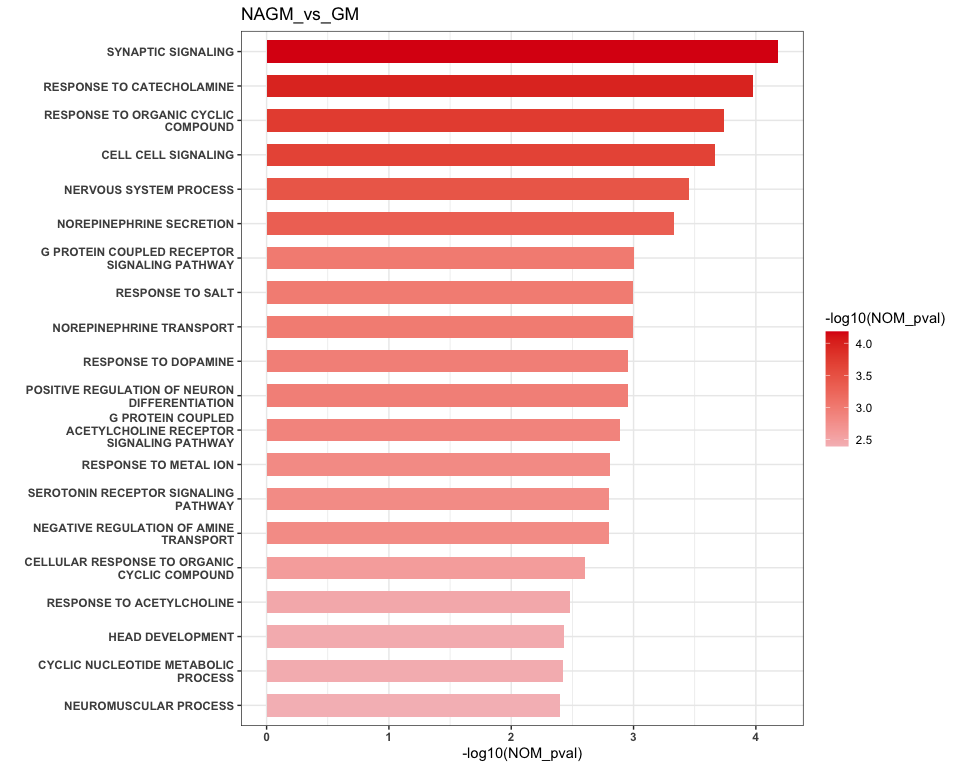 NAGM_vs_GM
SYNAPTIC SIGNALING
RESPONSE TO CATECHOLAMINE
RESPONSE TO ORGANIC CYCLIC
COMPOUND
CELL CELL SIGNALING
NERVOUS SYSTEM PROCESS
NOREPINEPHRINE SECRETION
G PROTEIN COUPLED RECEPTOR
SIGNALING PATHWAY
RESPONSE TO SALT
NOREPINEPHRINE TRANSPORT
RESPONSE TO DOPAMINE
POSITIVE REGULATION OF NEURON
DIFFERENTIATION
G PROTEIN COUPLED
ACETYLCHOLINE RECEPTOR
SIGNALING PATHWAY
RESPONSE TO METAL ION
SEROTONIN RECEPTOR SIGNALING
PATHWAY
NEGATIVE REGULATION OF AMINE
TRANSPORT
CELLULAR RESPONSE TO ORGANIC
CYCLIC COMPOUND
RESPONSE TO ACETYLCHOLINE
HEAD DEVELOPMENT
CYCLIC NUCLEOTIDE METABOLIC
PROCESS
NEUROMUSCULAR PROCESS
0 1 2 3 4
-log10(NOM_pval)
-log10(NOM_pval)
4.0
3.5
3.0
2.5